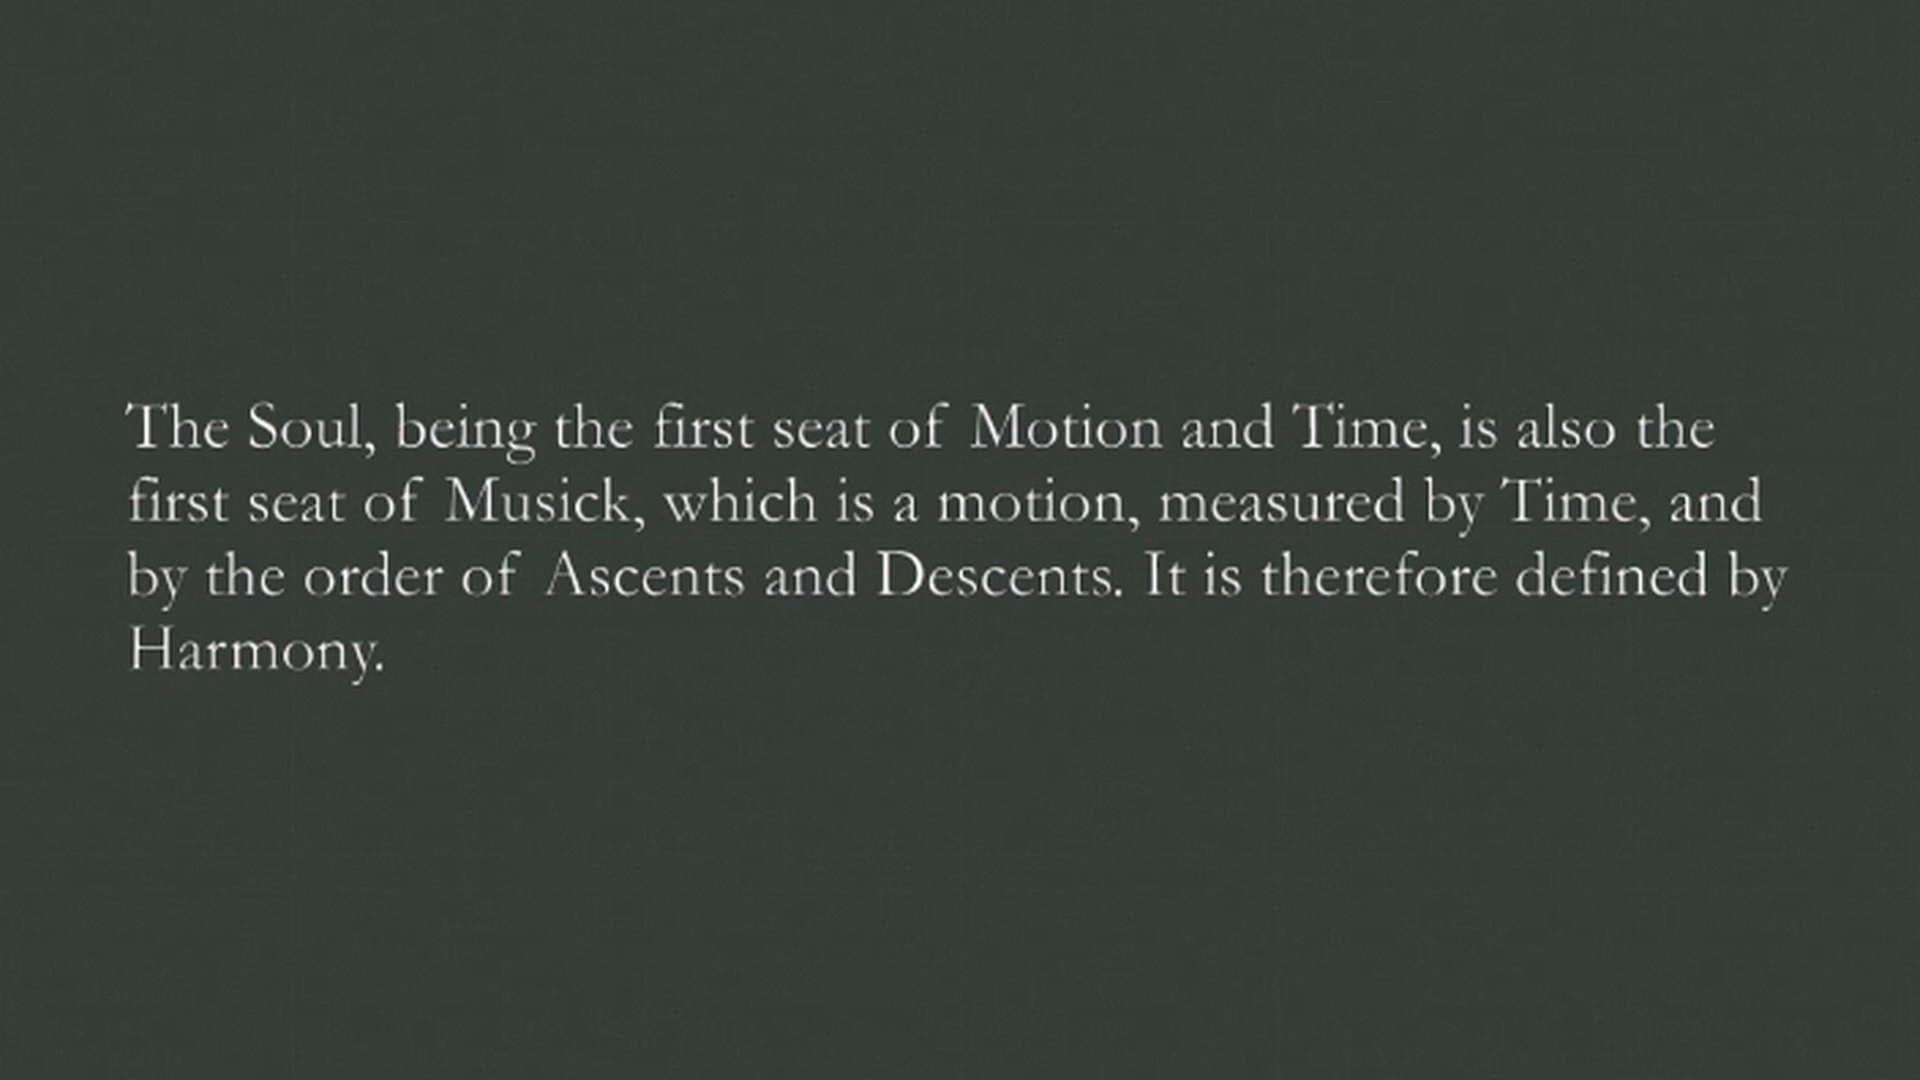 The Soul, being the first seat of Motion and Time, is also the
first seat of Musick, which is a motion, measured by Time, and
by the order of Ascents and Descents. It is therefore defined by
Harmony.